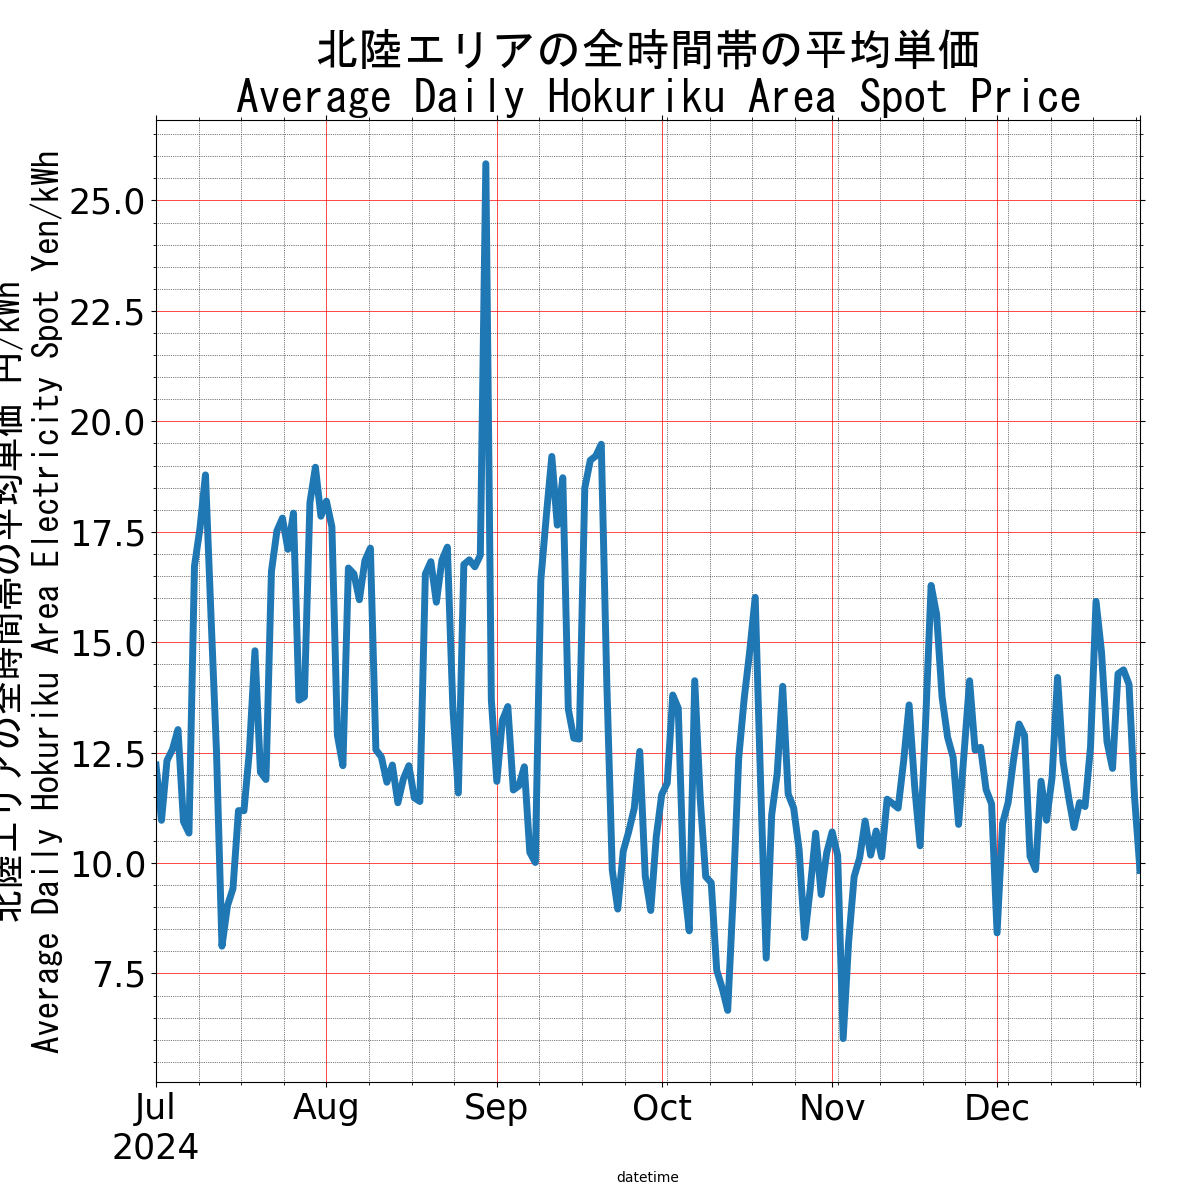 北陸エリアの全時間帯の平均単価
Average Daily Hokuriku Area Spot Price
北陸エリアの全時間帯の平均単価 円/kWh
Average Daily Hokuriku Area Electricity Spot Yen/kWh
25.0
22.5
20.0
17.5
15.0
12.5
10.0
7.5
Jul
2024
Aug
Sep
Oct
Nov
Dec
datetime